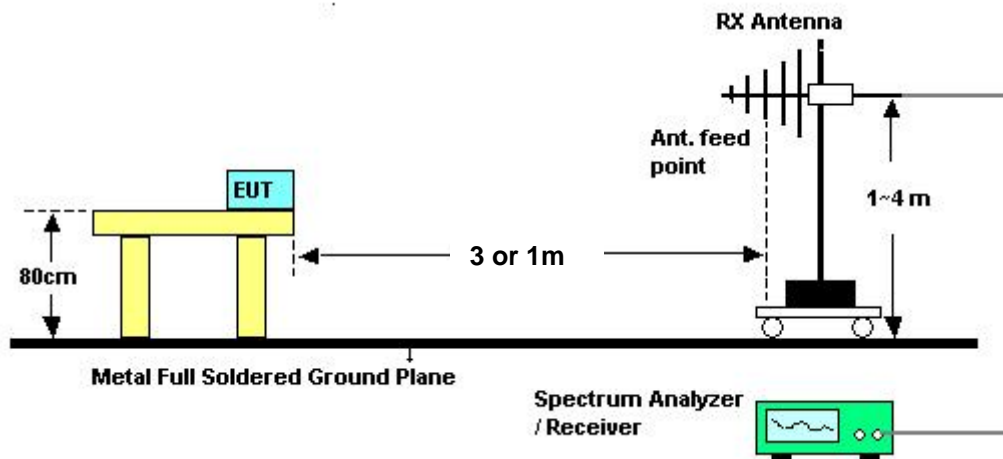 RX Antenna
Ant. feed
point
EUT
1~4 m
3 or 1m
80cm
Metal Full Soldered Ground Plane
Spectrum Analyzer
/ Receiver